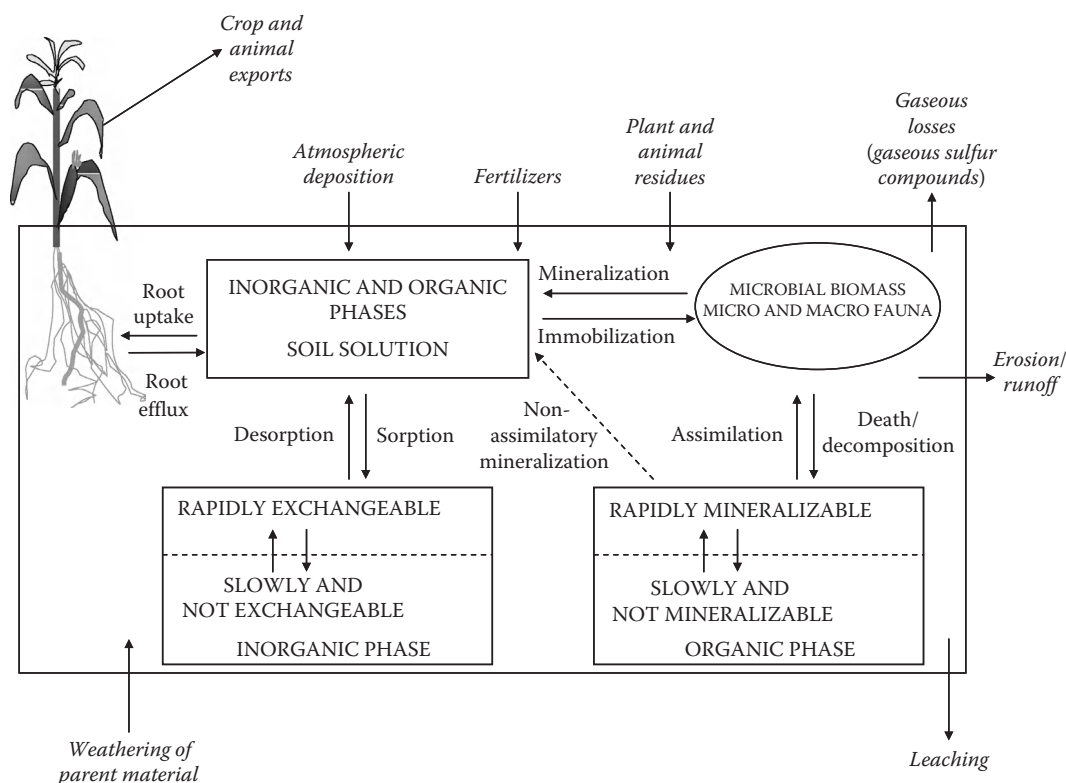 Crop and
animal
exports
Atmospheric
deposition
Fertilizers
Plant and
animal
residues
Gaseous
losses
(gaseous sulfur
compounds)
Root
uptake
Root
efflux
INORGANIC AND ORGANIC
PHASES
SOIL SOLUTION
Mineralization
Immobilization
MICROBIAL BIOMASS
MICRO AND MACRO FAUNA
Erosion/
runoff
Desorption
Sorption
Non-
assimilatory
mineralization
Assimilation
Death/
decomposition
RAPIDLY EXCHANGEABLE
SLOWLY AND
NOT EXCHANGEABLE
INORGANIC PHASE
RAPIDLY MINERALIZABLE
SLOWLY AND
NOT MINERALIZABLE
ORGANIC PHASE
Weathering of
parent material
Leaching